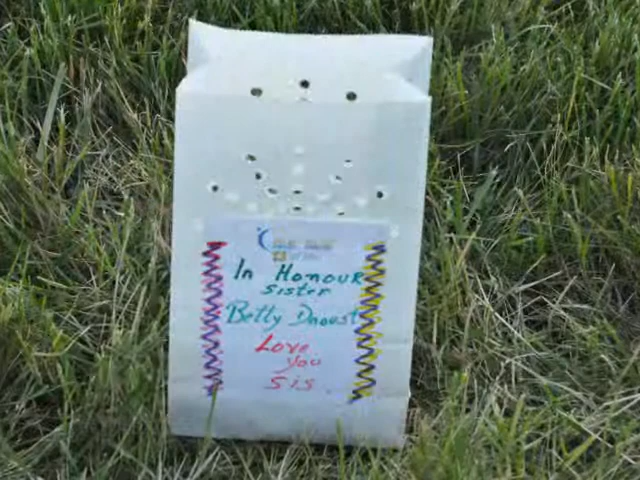 In Honour
Sister
Betty Daoust
Love
You
Sis